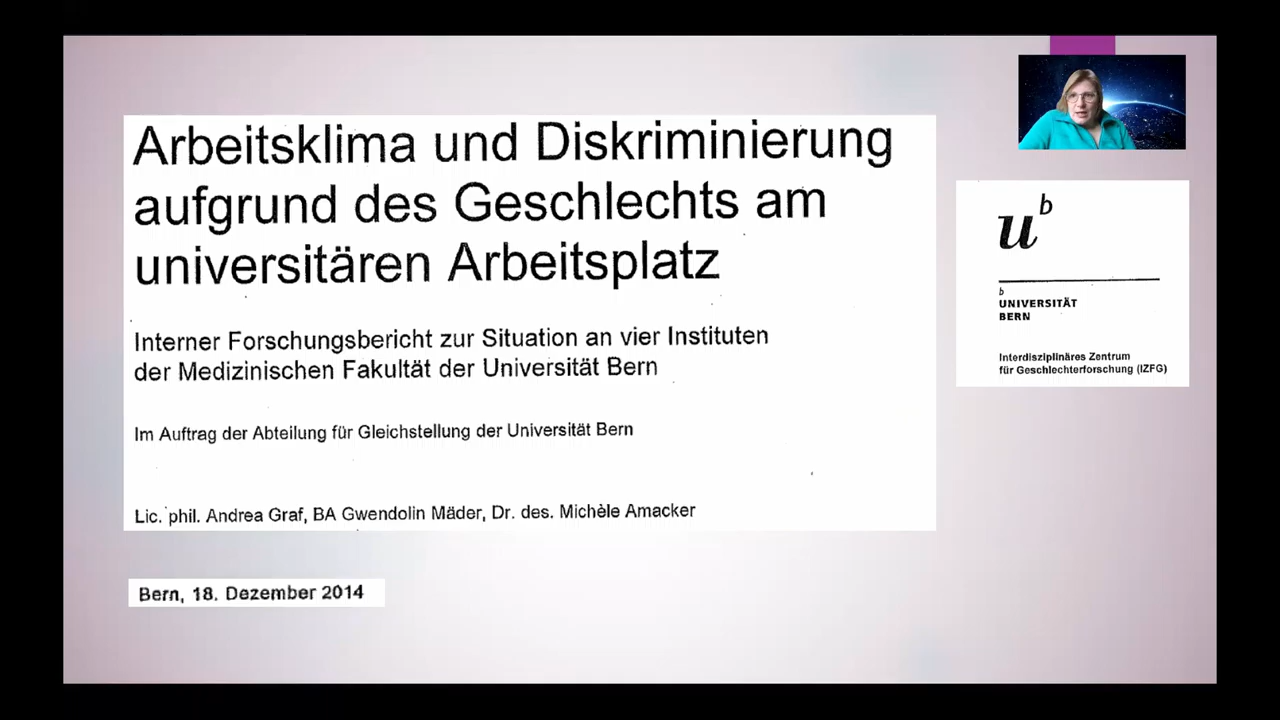 Arbeitsklima und Diskriminierung
aufgrund des Geschlechts am
universitären Arbeitsplatz
Interner Forschungsbericht zur Situation an vier Instituten
der Medizinischen Fakultät der Universität Bern
Im Auftrag der Abteilung für Gleichstellung der Universität Bern
Lic. phil. Andrea Graf, BA Gwendolin Mäder, Dr. des. Michèle Amacker
Bern, 18. Dezember 2014
u b
b
UNIVERSITÄT
BERN
Interdisziplinäres Zentrum
für Geschlechterforschung (IZFG)